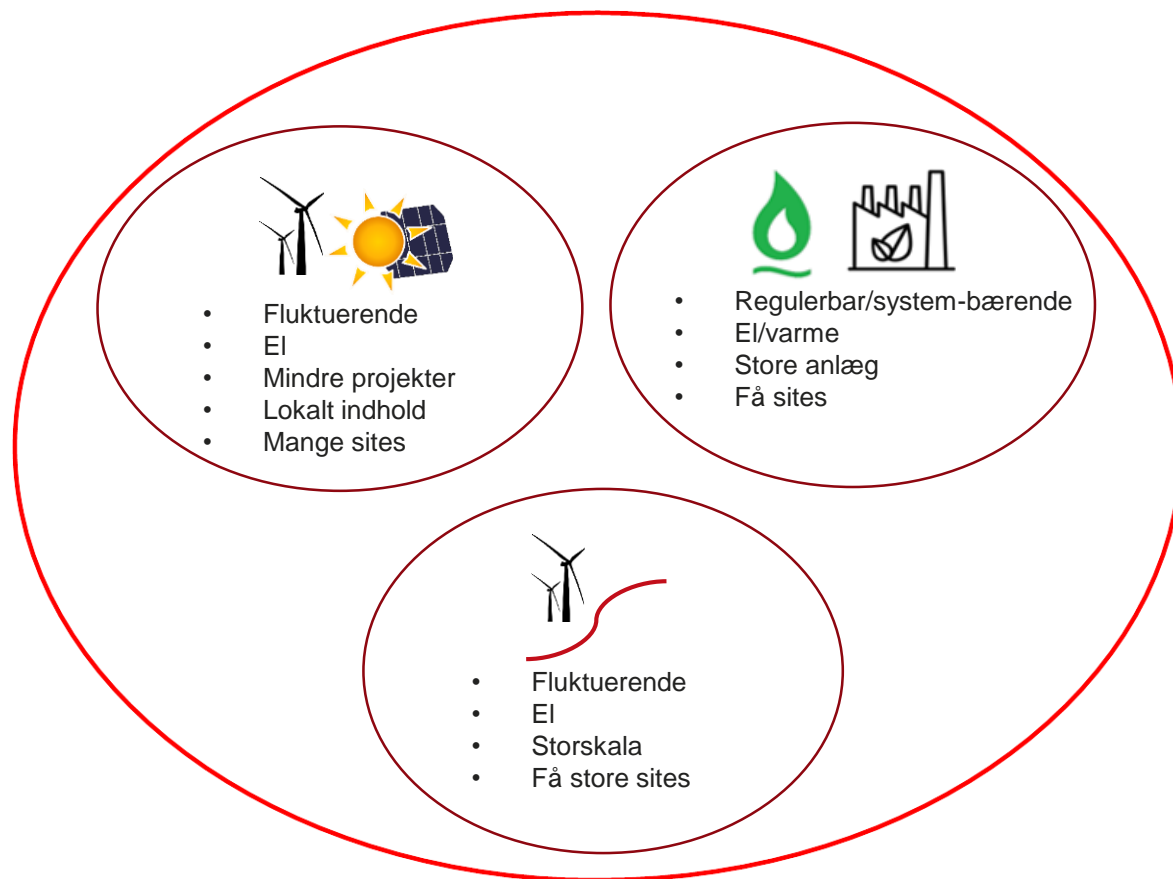 • Fluktuerende
• El
• Mindre projekter
• Lokalt indhold
• Mange sites
• Regulerbar/system-bærende
• El/varme
• Store anlæg
• Få sites
• Fluktuerende
• El
• Storskala
• Få store sites